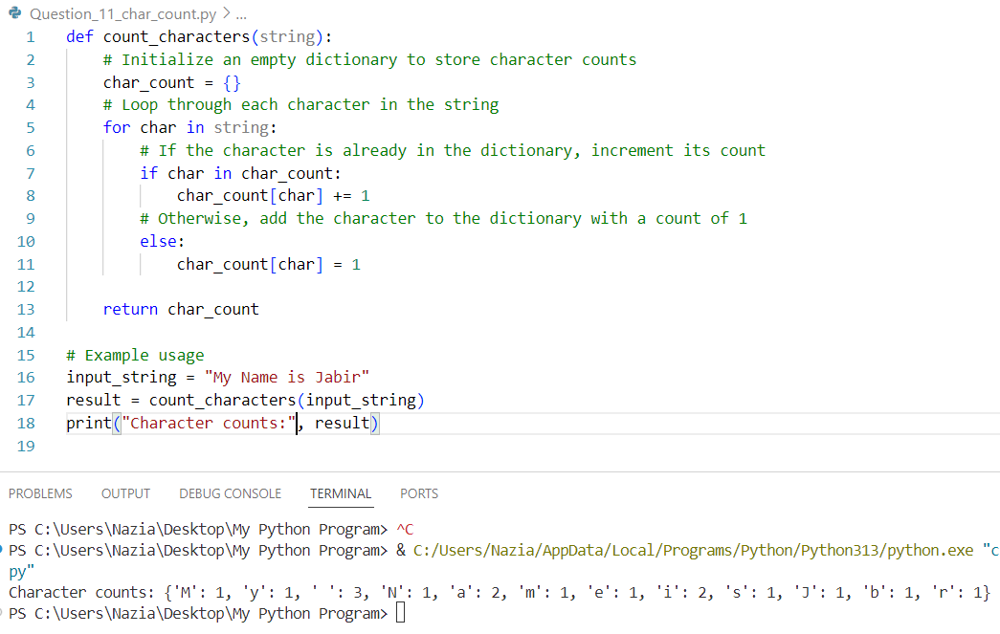 Question_11_char_count.py > ...
1 def count_characters(string):
2     # Initialize an empty dictionary to store character counts
3     char_count = {}
4     # Loop through each character in the string
5     for char in string:
6         # If the character is already in the dictionary, increment its count
7         if char in char_count:
8             char_count[char] += 1
9         # Otherwise, add the character to the dictionary with a count of 1
10         else:
11             char_count[char] = 1
12
13     return char_count
14
15 # Example usage
16 input_string = "My Name is Jabir"
17 result = count_characters(input_string)
18 print("Character counts:", result)
19
PROBLEMS OUTPUT DEBUG CONSOLE TERMINAL PORTS
PS C:\Users\Nazia\Desktop\My Python Program> ^C
PS C:\Users\Nazia\Desktop\My Python Program> & C:/Users/Nazia/AppData/Local/Programs/Python/Python313/python.exe "c
py"
Character counts: {'M': 1, 'y': 1, ' ': 3, 'N': 1, 'a': 2, 'm': 1, 'e': 1, 'i': 2, 's': 1, 'J': 1, 'b': 1, 'r': 1}
PS C:\Users\Nazia\Desktop\My Python Program>